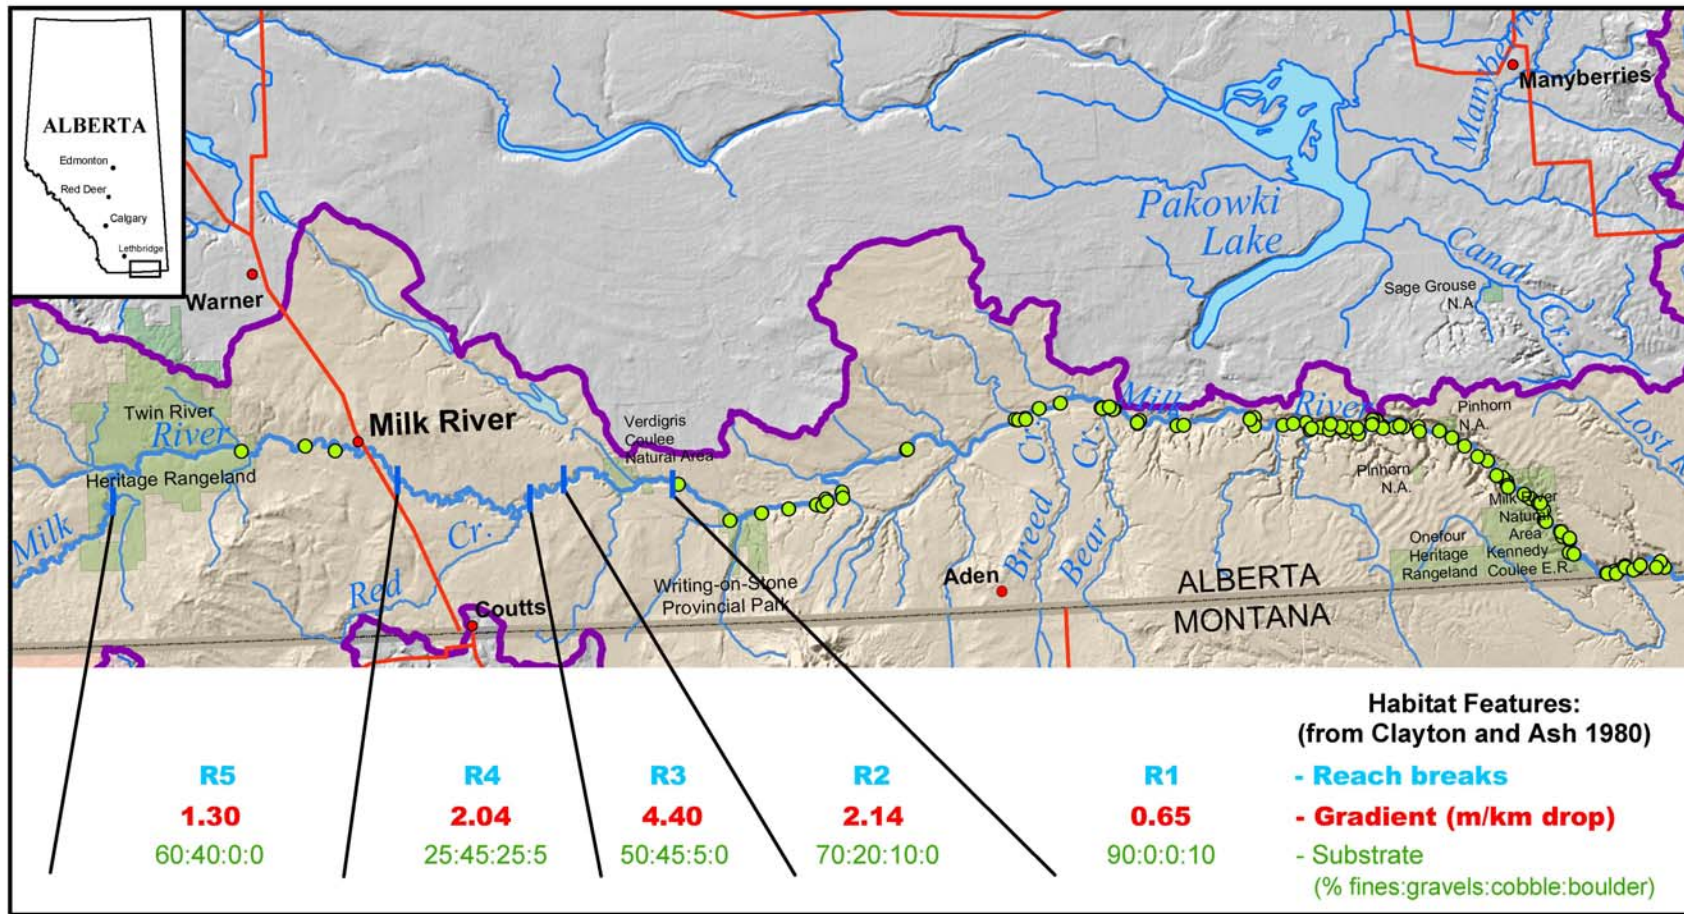 ALBERTA
Edmonton
Red Deer
Calgary
Lethbridge
Manyberries
Manyberries
Pakowki
Lake
Canal
Cr.
Sage Grouse
N.A.
Warner
Twin River
River
Heritage Rangeland
Milk
Milk River
Verdigris
Coulee
Natural Area
Milk
River
Pinhorn
N.A.
Lost R
Pinhorn
N.A.
Milk River
Natural
Area
Onefour
Heritage
Rangeland
Kennedy
Coulee E.R.
Cr.
Cr.
Breed
Bear
Cr.
Red
Writing-on-Stone
Provincial Park
Aden
Coutts
ALBERTA
MONTANA
Habitat Features:
(from Clayton and Ash 1980)
R5 R4 R3 R2 R1 - Reach breaks
1.30 2.04 4.40 2.14 0.65 - Gradient (m/km drop)
60:40:0:0 25:45:25:5 50:45:5:0 70:20:10:0 90:0:0:10 - Substrate
(% fines:gravels:cobble:boulder)